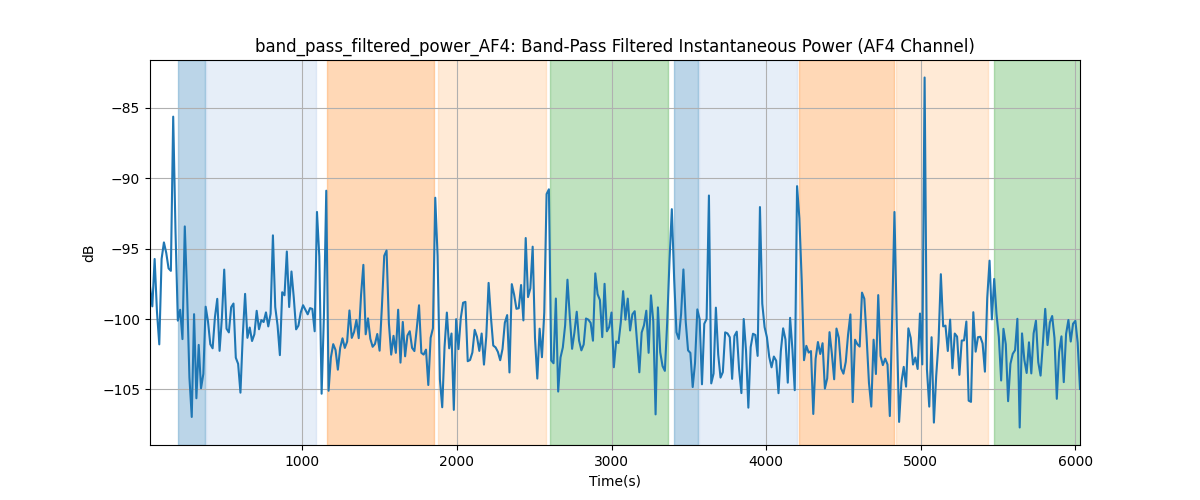 band_pass_filtered_power_AF4: Band-Pass Filtered Instantaneous Power (AF4 Channel)
−85
−90
−95
−100
−105
dB
1000 2000 3000 4000 5000 6000
Time(s)